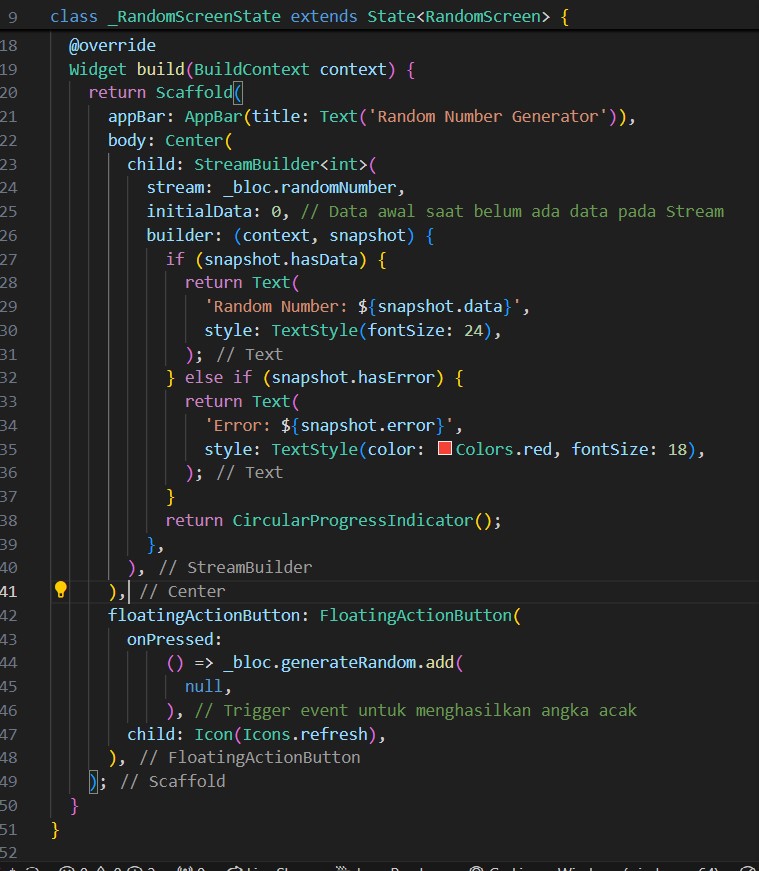 9 class _RandomScreenState extends State<RandomScreen> {
18 @override
19 Widget build(BuildContext context) {
20 return Scaffold(
21 appBar: AppBar(title: Text('Random Number Generator')),
22 body: Center(
23 child: StreamBuilder<int>(
24 stream: _bloc.randomNumber,
25 initialData: 0, // Data awal saat belum ada data pada Stream
26 builder: (context, snapshot) {
27 if (snapshot.hasData) {
28 return Text(
29 'Random Number: ${snapshot.data}',
30 style: TextStyle(fontSize: 24),
31 ); // Text
32 } else if (snapshot.hasError) {
33 return Text(
34 'Error: ${snapshot.error}',
35 style: TextStyle(color: Colors.red, fontSize: 18),
36 ); // Text
37 }
38 return CircularProgressIndicator();
39 },
40 ), // StreamBuilder
41 ), // Center
42 floatingActionButton: FloatingActionButton(
43 onPressed:
44 () => _bloc.generateRandom.add(
45 null,
46 ), // Trigger event untuk menghasilkan angka acak
47 child: Icon(Icons.refresh),
48 ), // FloatingActionButton
49 ); // Scaffold
50 }
51 }
52